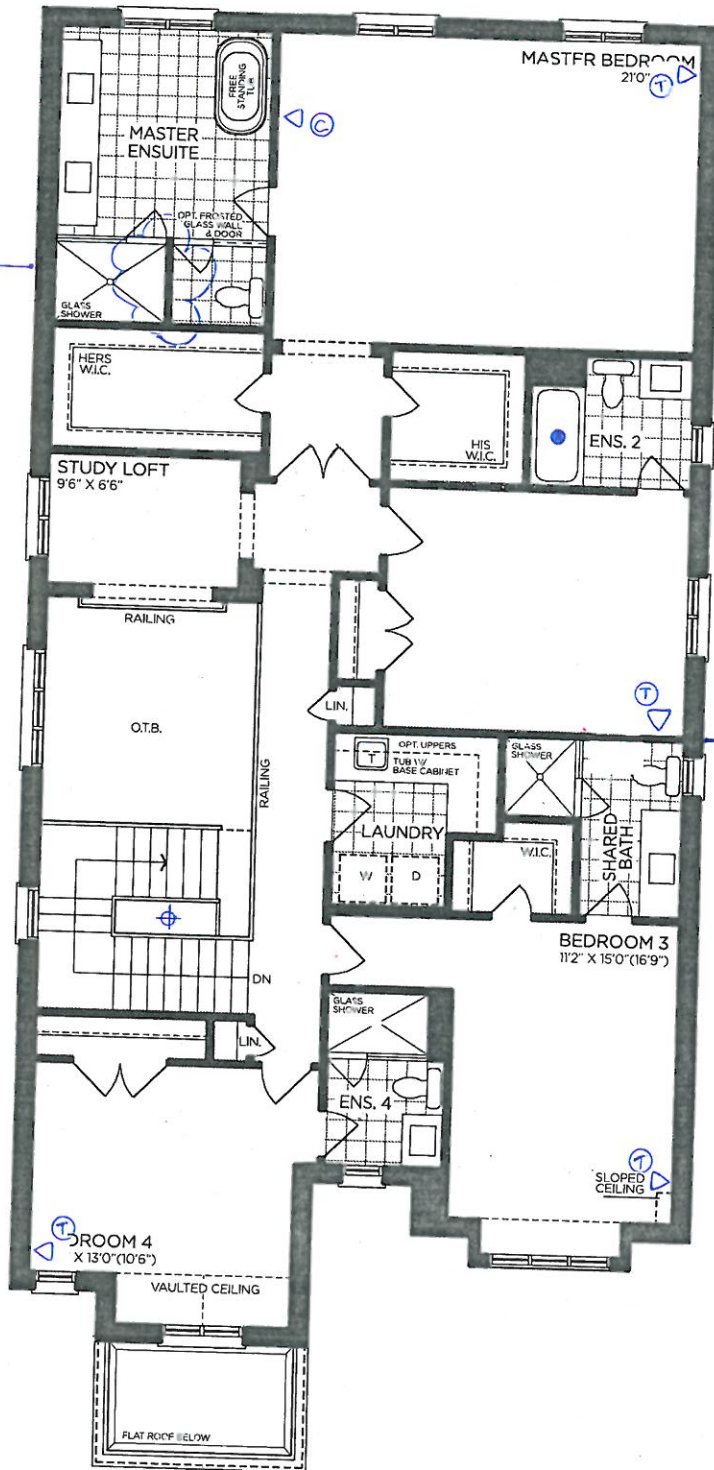 MASTER BEDROOM
21'0"
T
FREE
STANDING
TUB
C
MASTER
ENSUITE
OPT. FROSTED
GLASS WALL
& DOOR
GLASS
SHOWER
HERS
W.I.C.
HIS
W.I.C.
ENS. 2
STUDY LOFT
9'6" X 6'6"
RAILING
T
LIN.
O.T.B.
RAILING
OPT. UPPERS
T
TUB W/
BASE CABINET
GLASS
SHOWER
LAUNDRY
W.I.C.
SHARED
BATH
W
D
BEDROOM 3
11'2" X 15'0"(16'9")
DN
GLASS
SHOWER
LIN.
ENS. 4
T
SLOPED
CEILING
T
DROOM 4
X 13'0"(10'6")
VAULTED CEILING
FLAT ROOF BELOW